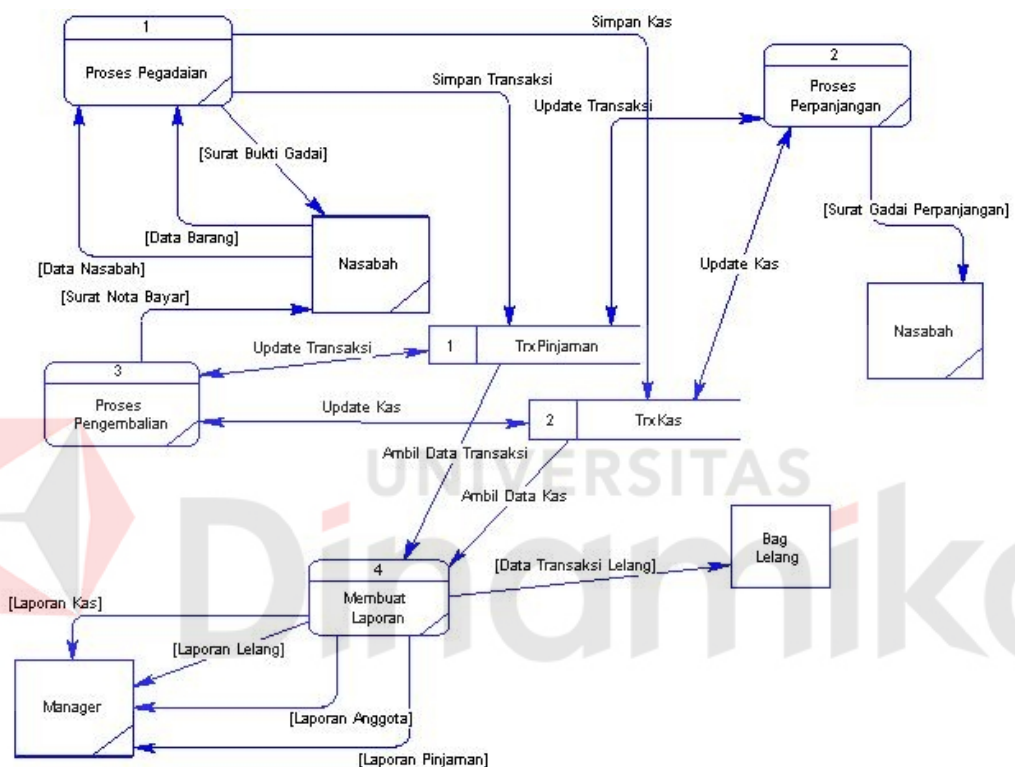 Simpan Kas
1
Proses Pegadaian
Simpan Transaksi
2
Proses
Perpanjangan
Update Transaksi
[Surat Bukti Gadai]
[Surat Gadai Perpanjangan]
[Data Barang]
Nasabah
Update Kas
[Data Nasabah]
[Surat Nota Bayar]
Nasabah
Update Transaksi
1
TrxPinjaman
3
Proses
Pengembalian
Update Kas
2
TrxKas
Ambil Data Transaksi
UNIVERSITAS
Ambil Data Kas
Dinamika
Bag
Lelang
4
Membuat
Laporan
[Data Transaksi Lelang]
[Laporan Kas]
[Laporan Lelang]
Manager
[Laporan Anggota]
[Laporan Pinjaman]